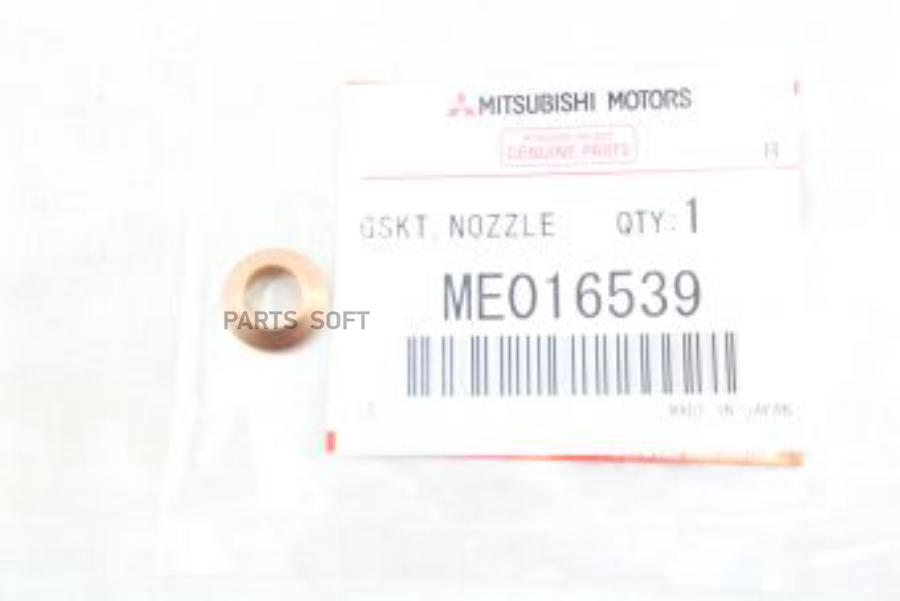 MITSUBISHI MOTORS
GENUINE PARTS
R
GSKT, NOZZLE QTY: 1
ME016539
PARTS SOFT
MADE IN JAPAN